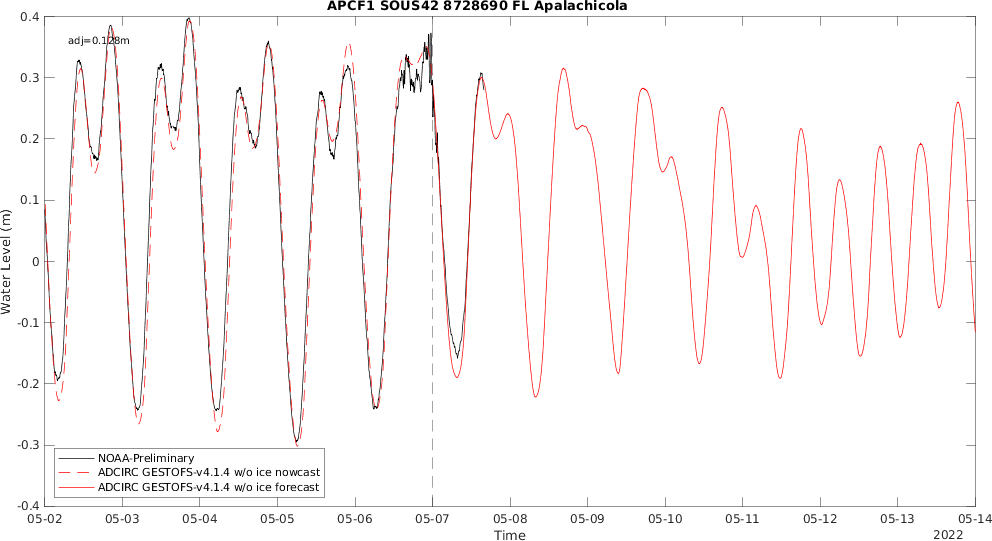 APCF1 SOUS42 8728690 FL Apalachicola
adj=0.128m
0.4
0.3
0.2
0.1
0
-0.1
-0.2
-0.3
-0.4
Water Level (m)
NOAA-Preliminary
ADCIRC GESTOFS-v4.1.4 w/o ice nowcast
ADCIRC GESTOFS-v4.1.4 w/o ice forecast
05-02 05-03 05-04 05-05 05-06 05-07 05-08 05-09 05-10 05-11 05-12 05-13 05-14
Time
2022